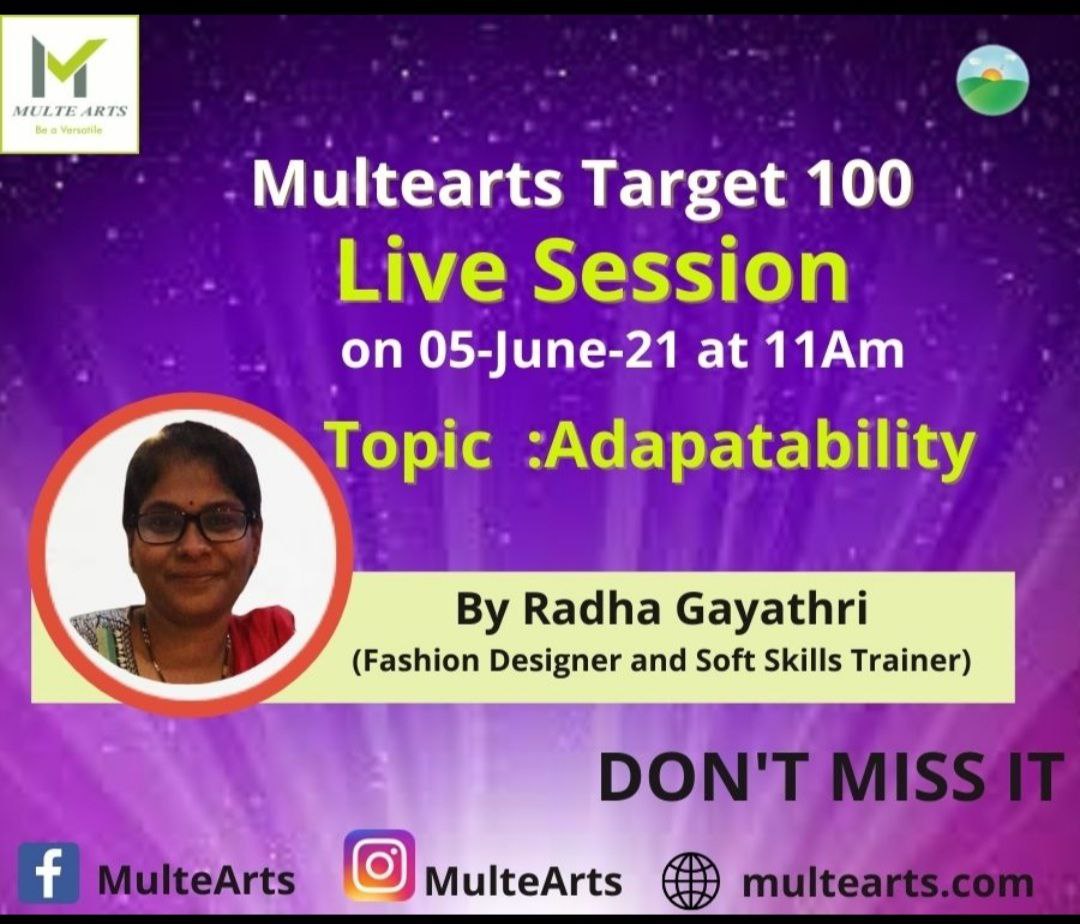 MULTE ARTS
Be a Versatile
Multearts Target 100
Live Session
on 05-June-21 at 11Am
Topic :Adapatability
By Radha Gayathri
(Fashion Designer and Soft Skills Trainer)
DON'T MISS IT
MulteArts
MulteArts
multearts.com